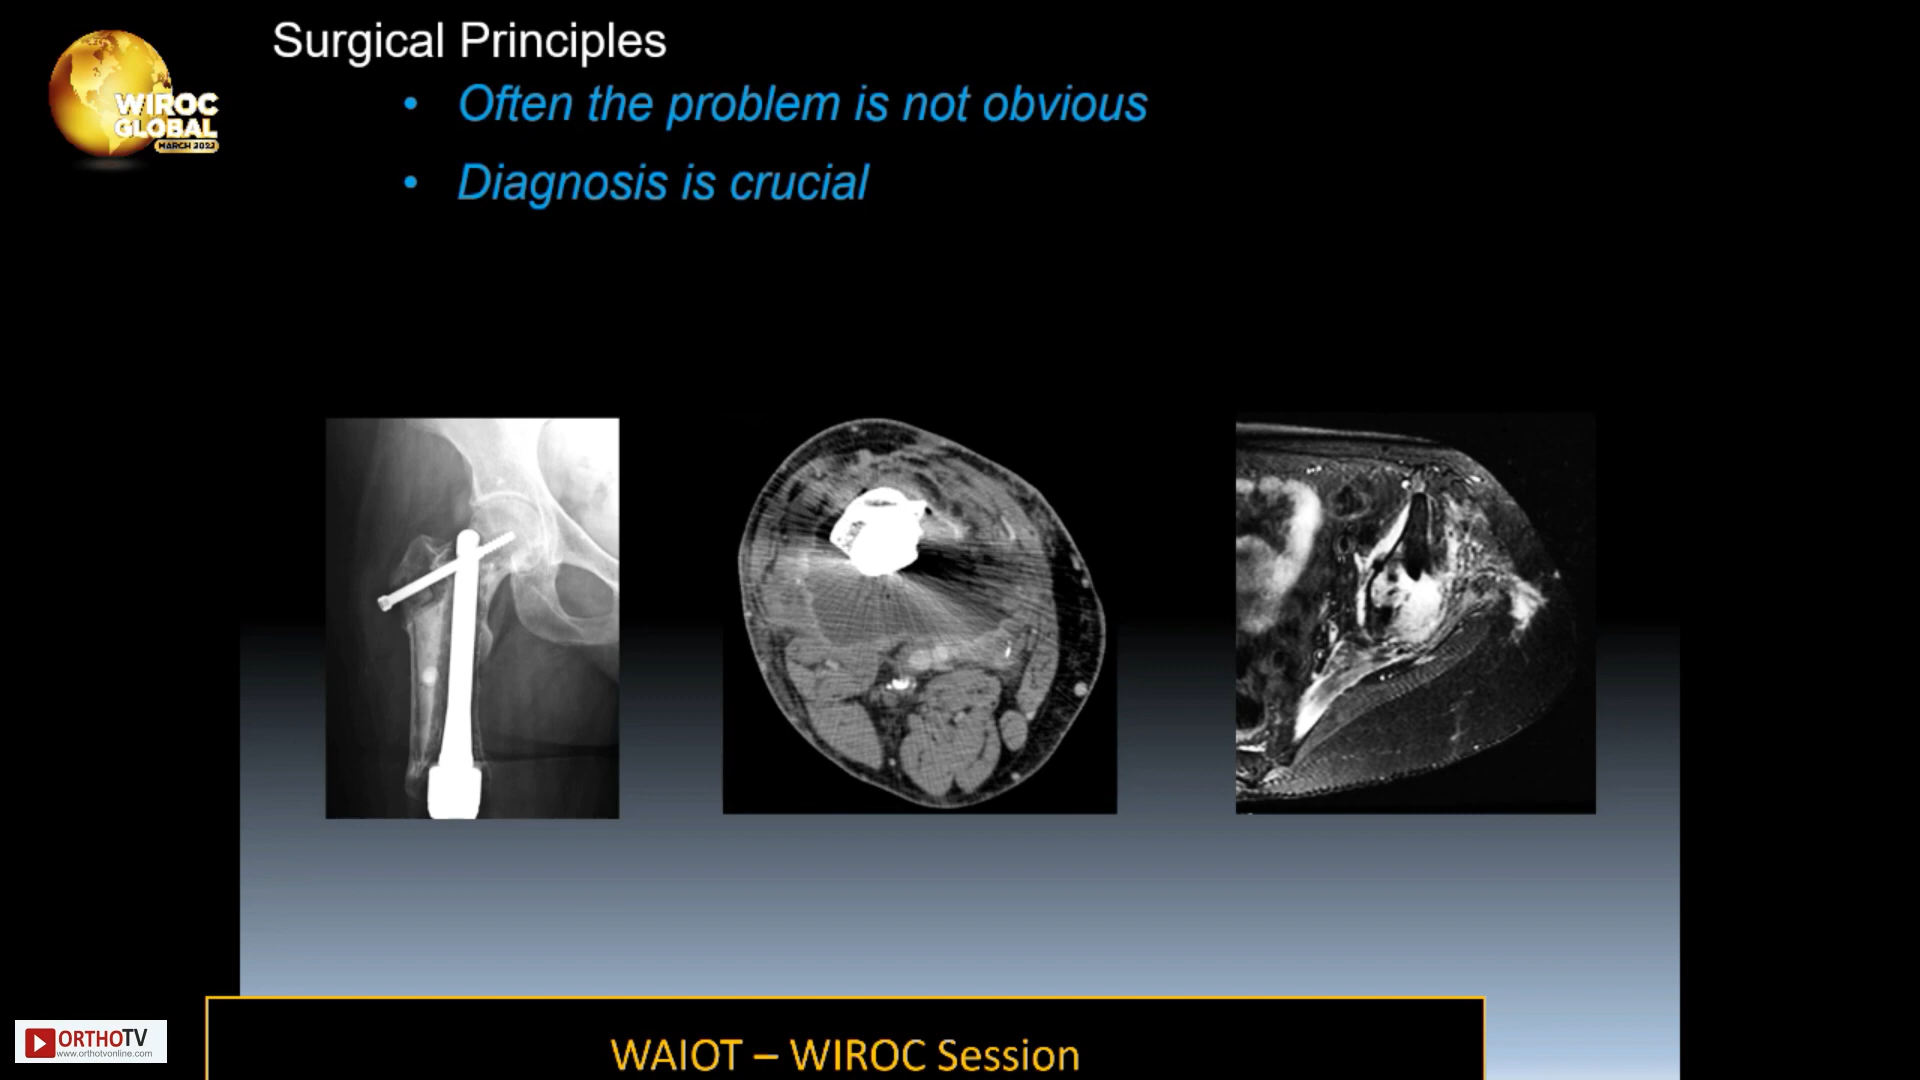 Surgical Principles
• Often the problem is not obvious
• Diagnosis is crucial
WIROC
GLOBAL
MARCH 2022
ORTHOTV
www.orthotvonline.com
WAIOT – WIROC Session